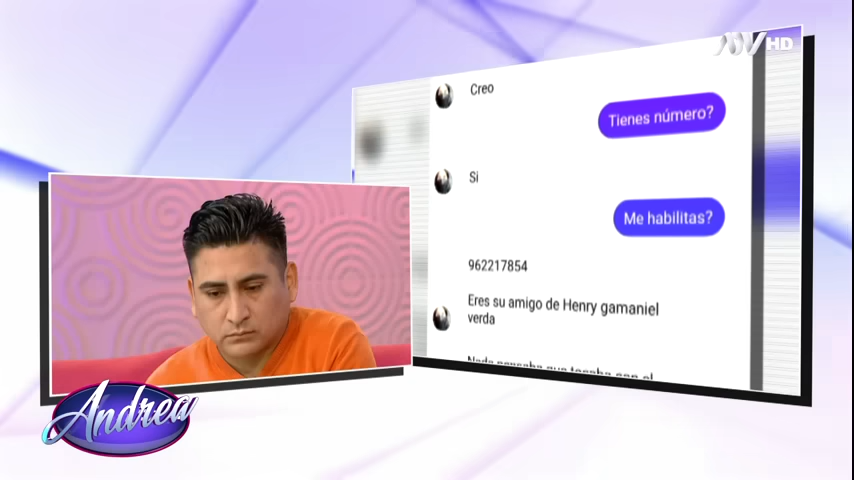 ATV HD
Creo
Tienes número?
Si
Me habilitas?
962217854
Eres su amigo de Henry gamaniel
verda
Andrea